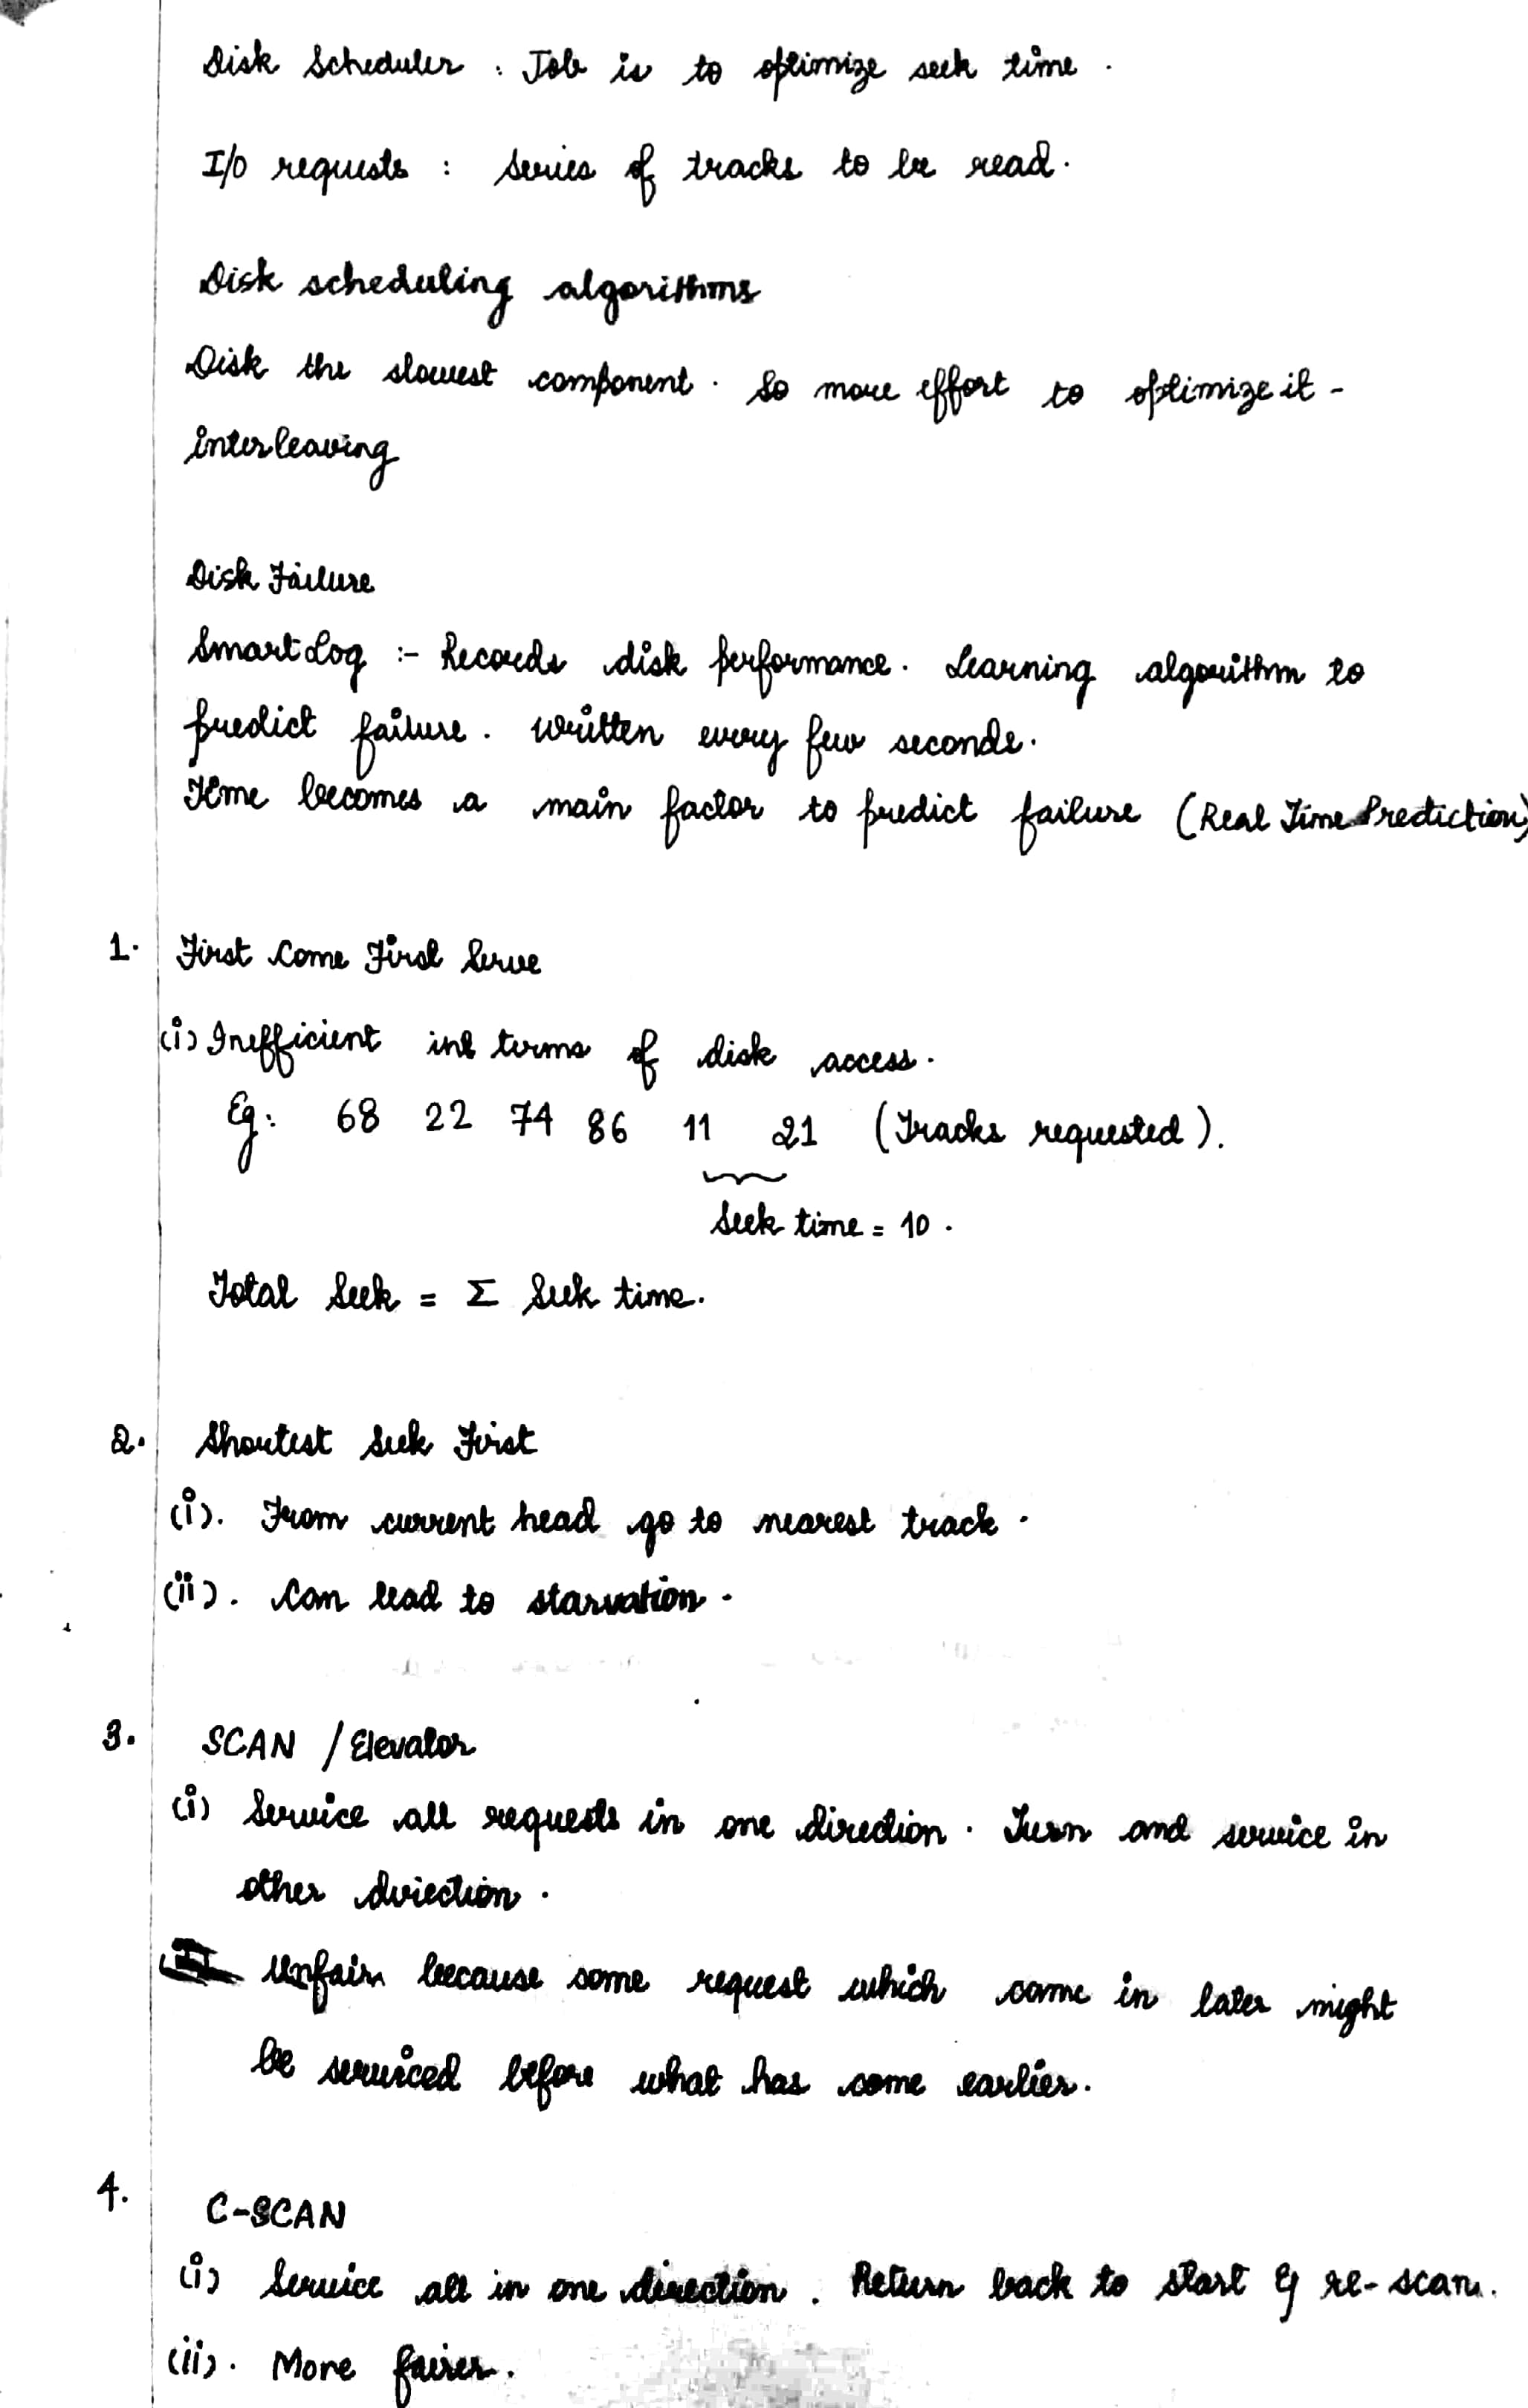 Disk Scheduler : Job is to optimize seek time .
I/O requests : Series of tracks to be read.
Disk scheduling algorithms
Disk the slowest component . So more effort to optimize it -
interleaving
Disk Failure
Smart Log :- Records disk performance. Learning algorithm to
predict failure . Written every few seconds.
Time becomes a main factor to predict failure (Real Time Prediction)
1. First Come First Serve
(i) Inefficient in terms of disk access.
Eg: 68 22 74 86 11 21 (Tracks requested).
Seek time = 10 .
Total Seek = Σ Seek time.
2. Shortest Seek First
(i). From current head go to nearest track .
(ii). Can lead to starvation .
3. SCAN / Elevator
(i) Service all requests in one direction . Turn and service in
other direction .
Unfair because some request which came in later might
be serviced before what has come earlier.
4. C-SCAN
(i) Service all in one direction . Return back to start & re-scan.
(ii). More fairer.